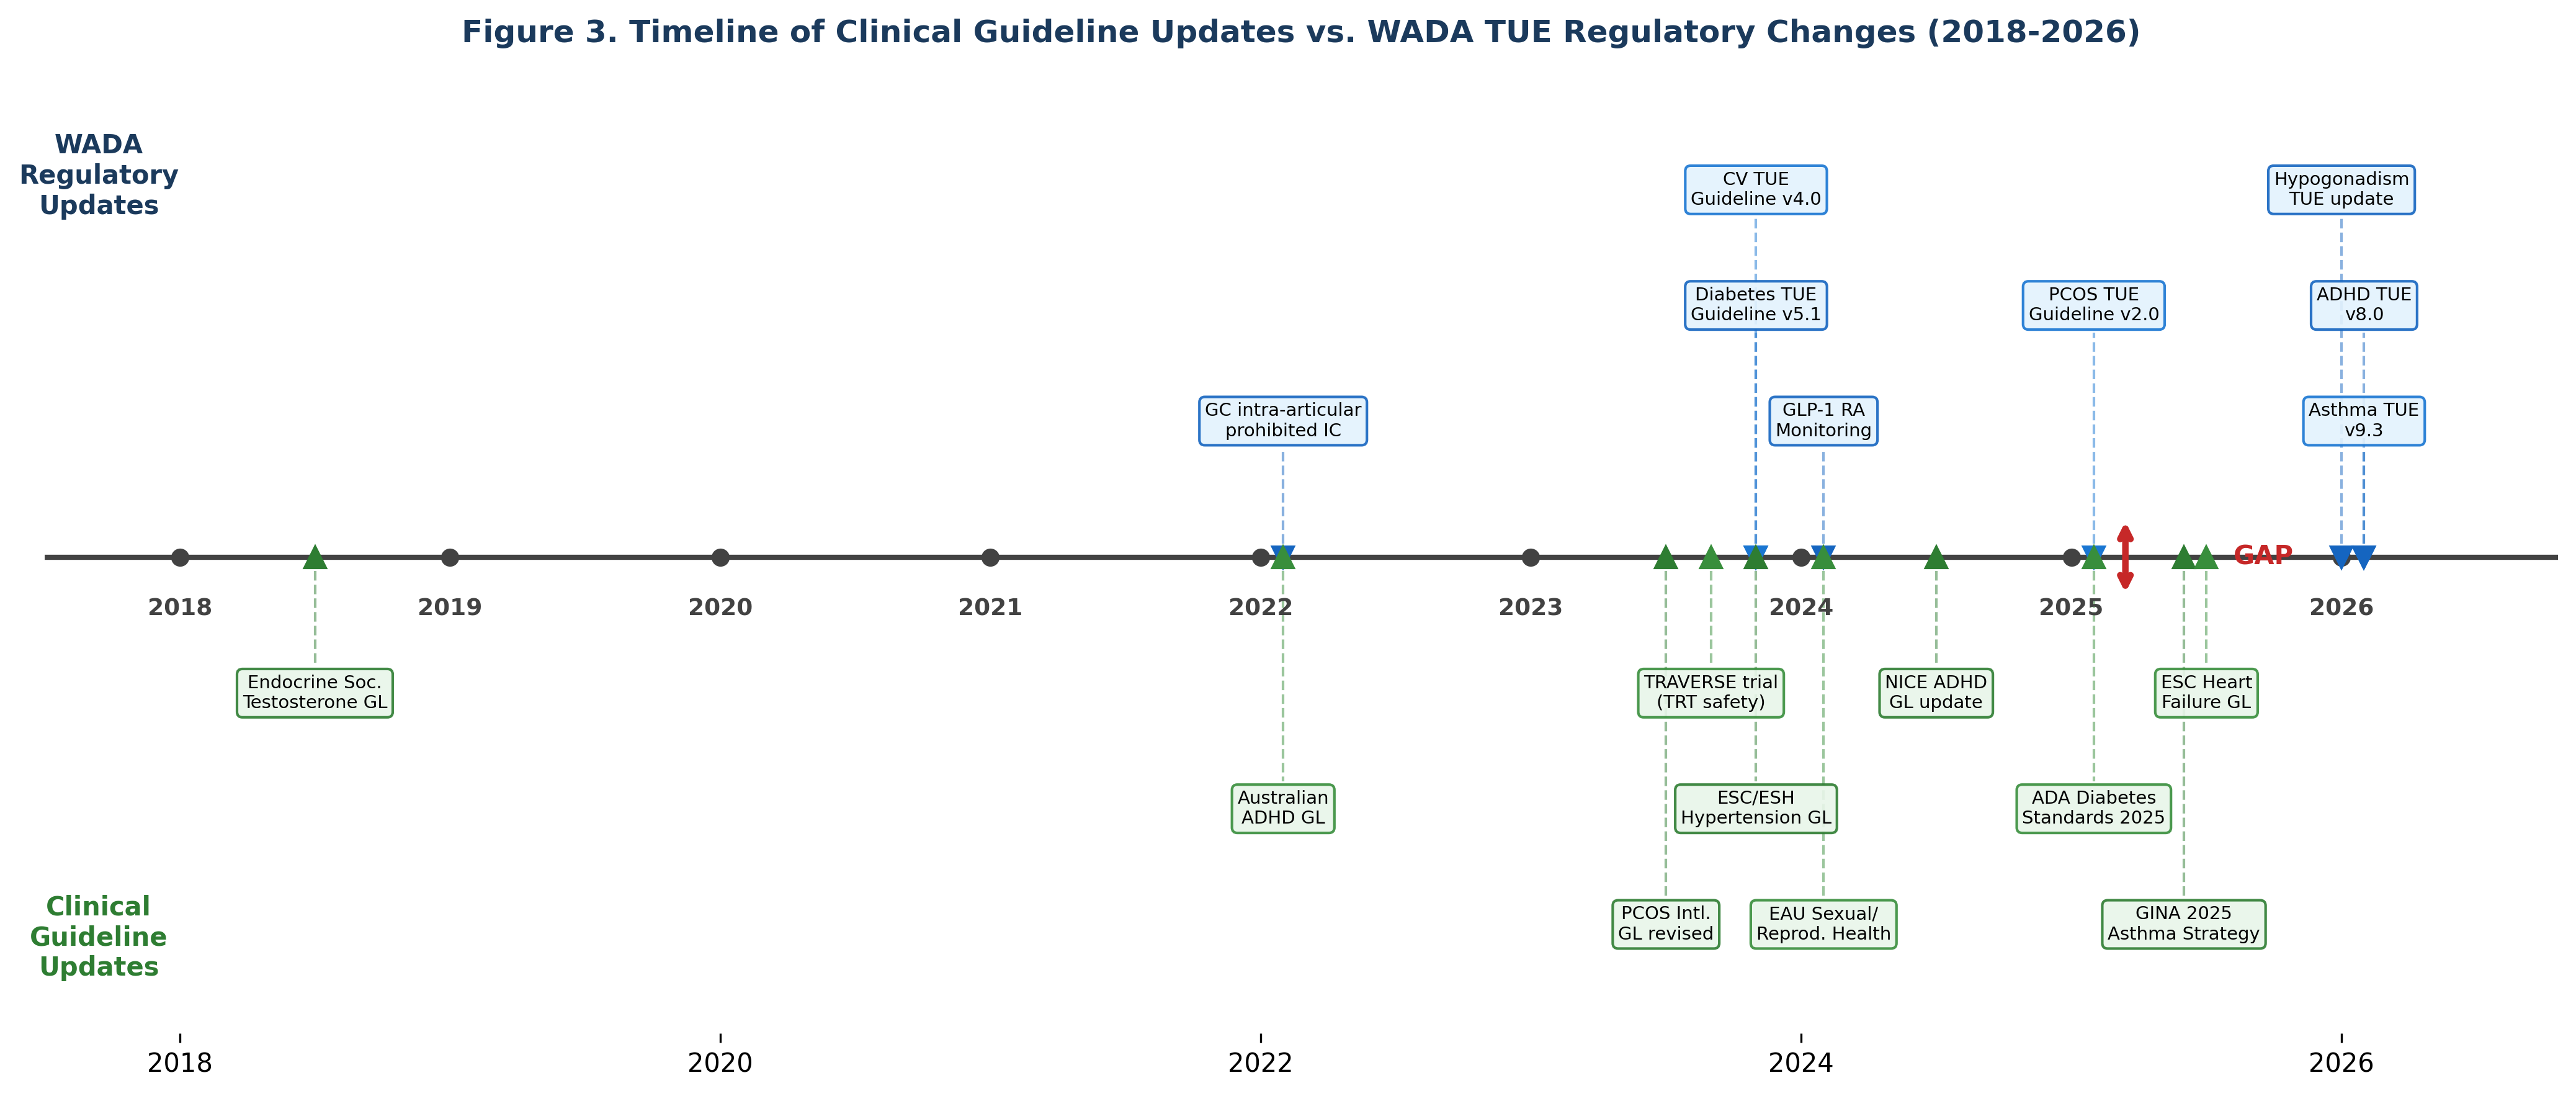 Figure 3. Timeline of Clinical Guideline Updates vs. WADA TUE Regulatory Changes (2018-2026)
WADA
Regulatory
Updates
CV TUE
Guideline v4.0
Hypogonadism
TUE update
Diabetes TUE
Guideline v5.1
PCOS TUE
Guideline v2.0
ADHD TUE
v8.0
GC intra-articular
prohibited IC
GLP-1 RA
Monitoring
Asthma TUE
v9.3
GAP
2018
2019
2020
2021
2022
2023
2024
2025
2026
Endocrine Soc.
Testosterone GL
TRAVERSE trial
(TRT safety)
NICE ADHD
GL update
ESC Heart
Failure GL
Australian
ADHD GL
ESC/ESH
Hypertension GL
ADA Diabetes
Standards 2025
Clinical
Guideline
Updates
PCOS Intl.
GL revised
EAU Sexual/
Reprod. Health
GINA 2025
Asthma Strategy
2018
2020
2022
2024
2026